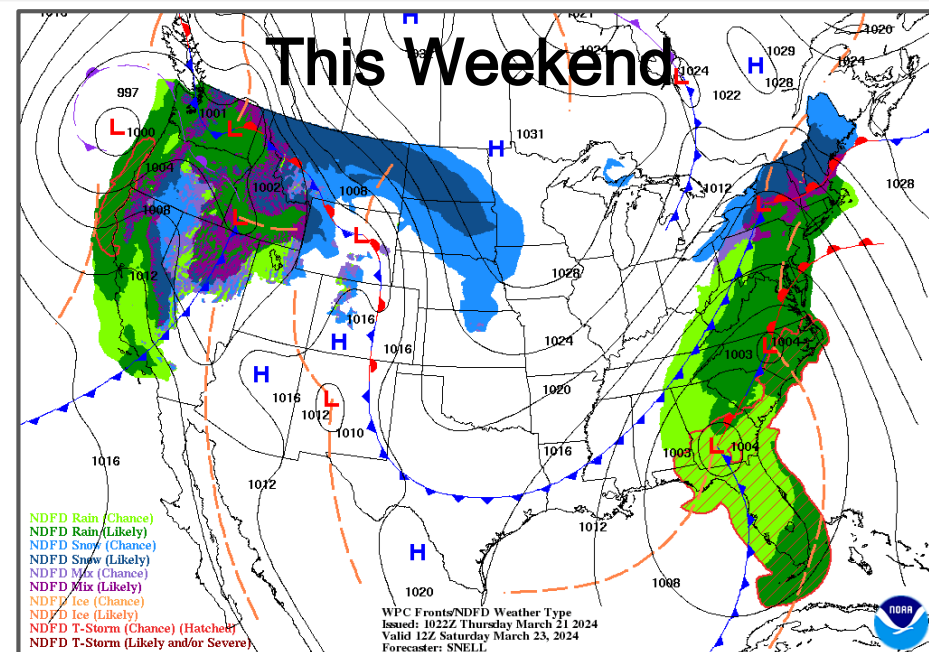 1016
1021
1020
This Weekend
H
1024
1029
1024
H
1024
L
1028
997
1022
L
1000
1001
L
1031
H
1004
1002
1008
1012
1028
1008
L
L
L
1012
1028
1016
1016
1024
H
1003
L
1004
H
1016
1020
L
1012
1010
1016
1003
L
1004
1016
1012
1012
H
1008
1020
NDFD Rain (Chance)
NDFD Rain (Likely)
NDFD Snow (Chance)
NDFD Snow (Likely)
NDFD Mix (Chance)
NDFD Mix (Likely)
NDFD Ice (Chance)
NDFD Ice (Likely)
NDFD T-Storm (Chance) (Hatched)
NDFD T-Storm (Likely and/or Severe)
WPC Fronts/NDFD Weather Type
Issued: 1022Z Thursday March 21 2024
Valid 12Z Saturday March 23, 2024
Forecaster: SNELL
NOAA